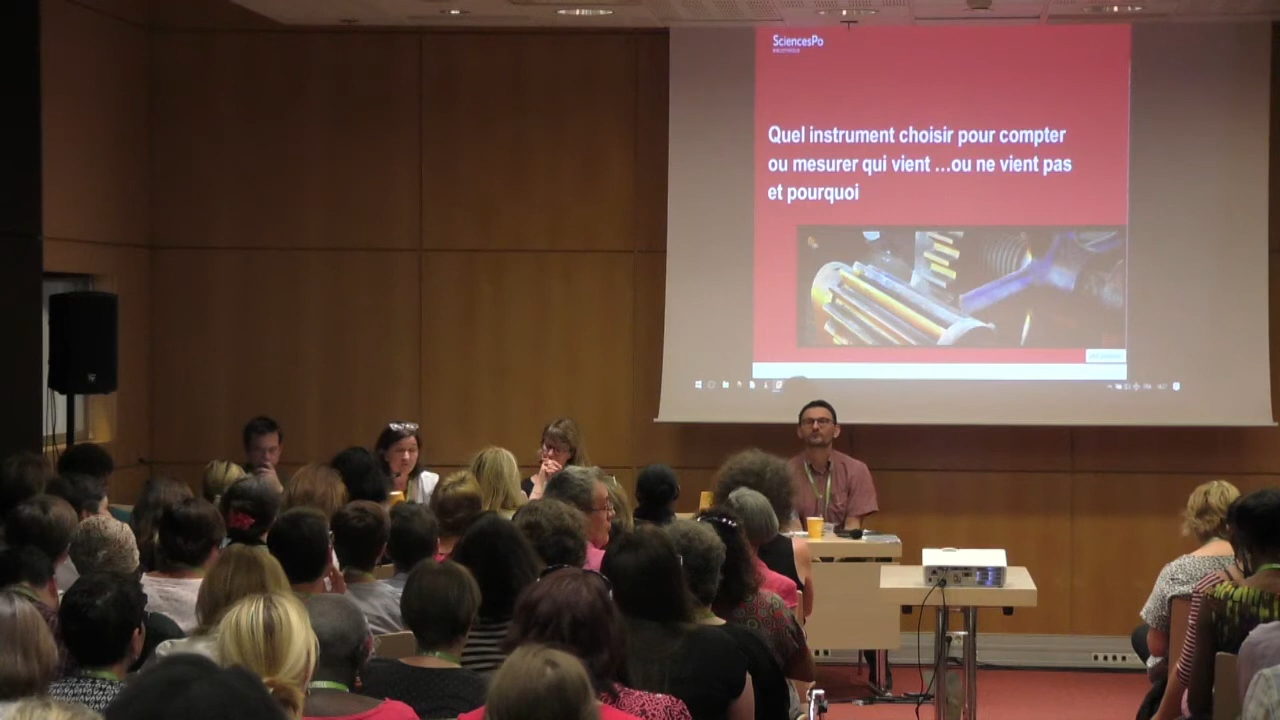 SciencesPo
Quel instrument choisir pour compter
ou mesurer qui vient ...ou ne vient pas
et pourquoi